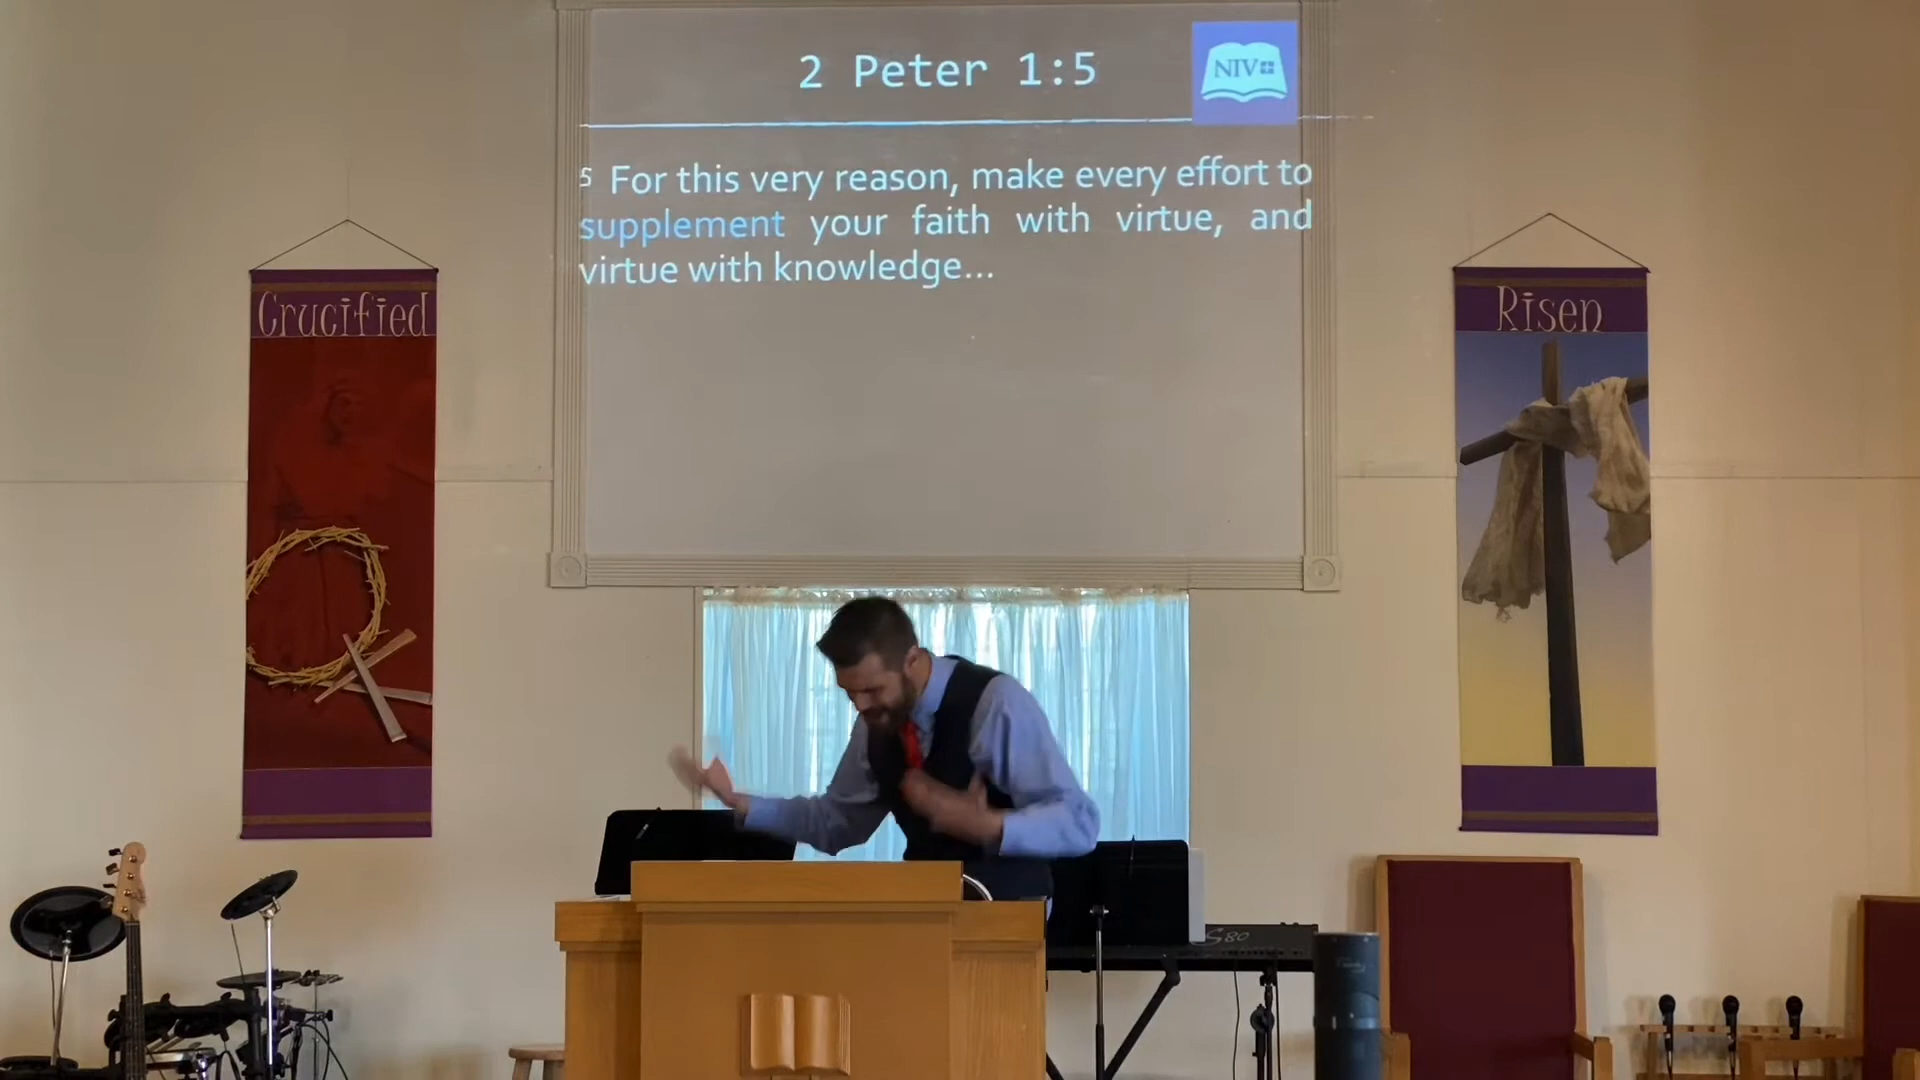 2 Peter 1:5
NIV
5 For this very reason, make every effort to
supplement your faith with virtue, and
virtue with knowledge...
Crucified
Risen
S80